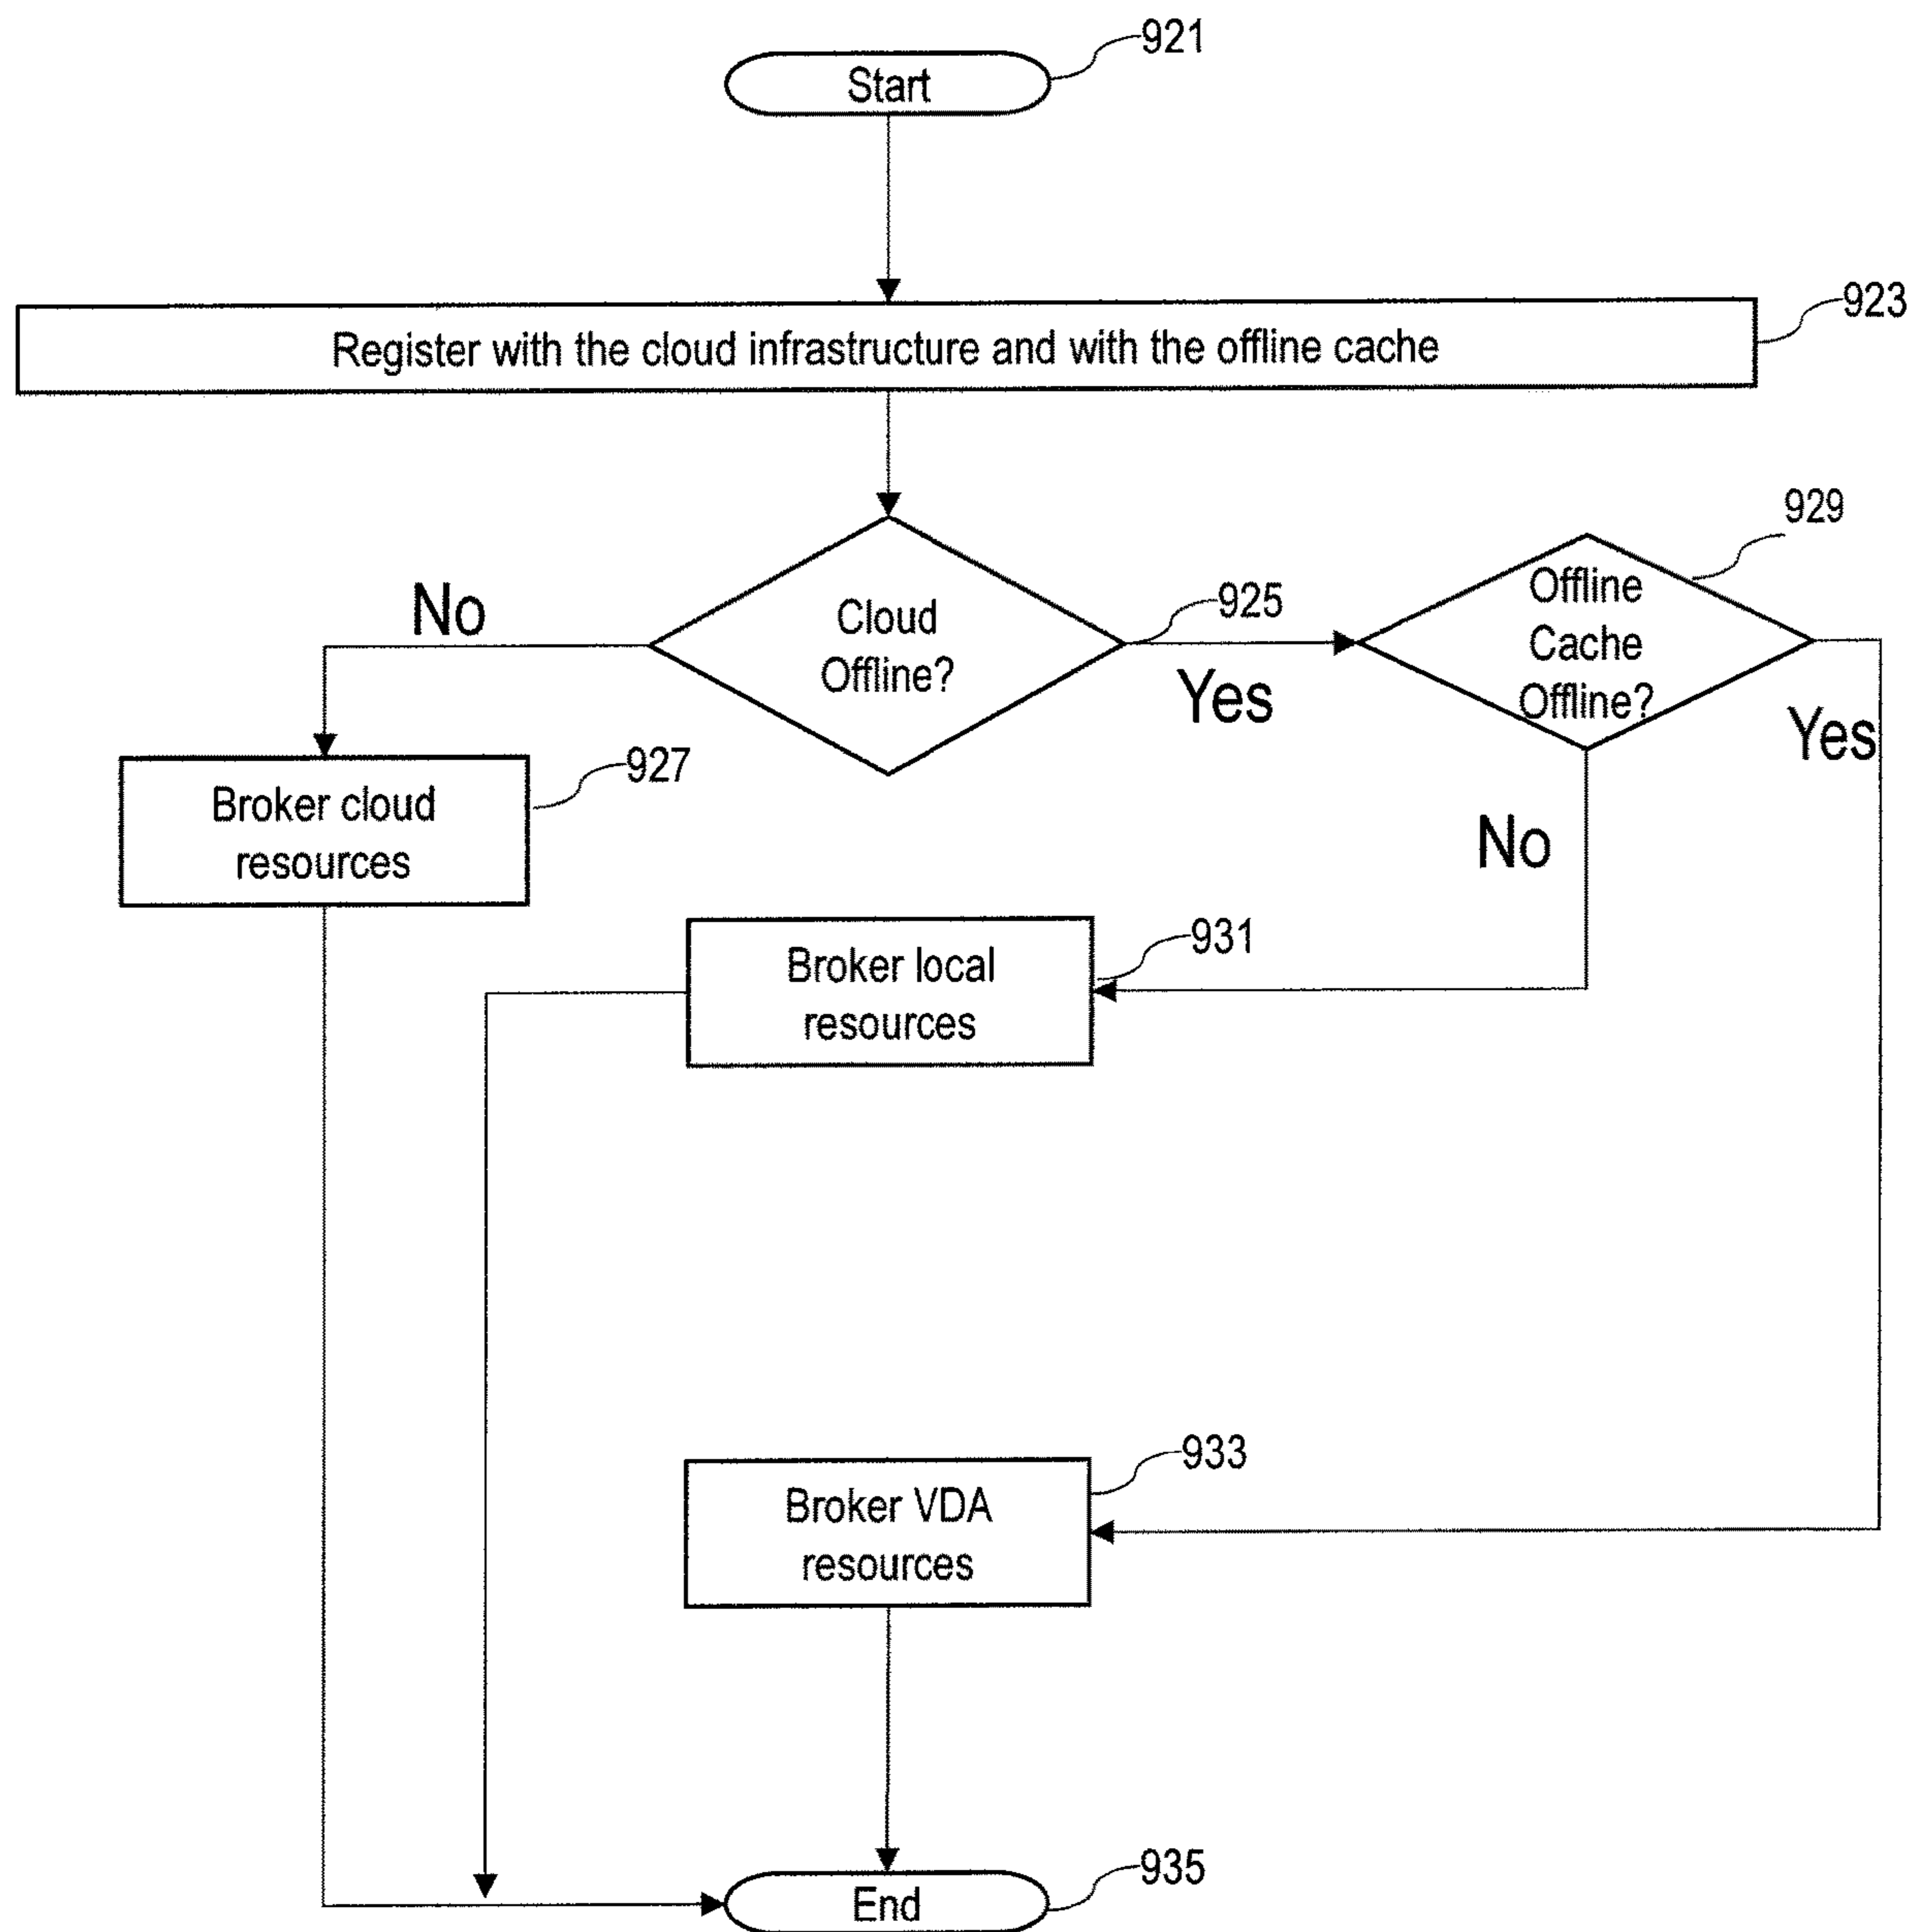 921
Start
923
Register with the cloud infrastructure and with the offline cache
929
No
Cloud
Offline?
925
Yes
Offline
Cache
Offline?
Yes
927
Broker cloud
resources
No
931
Broker local
resources
933
Broker VDA
resources
935
End